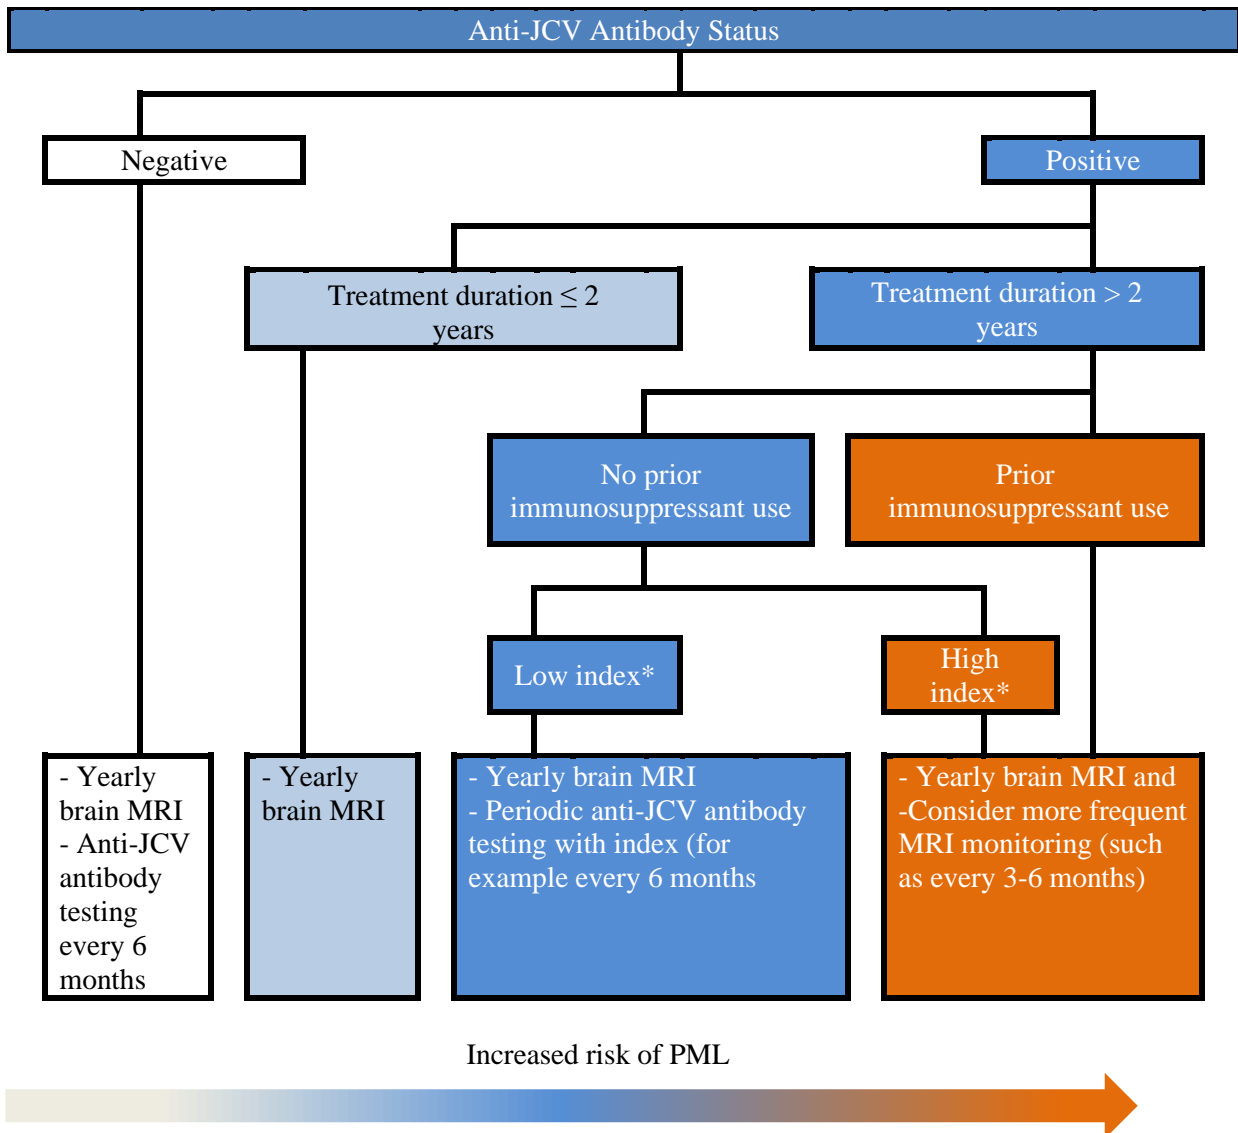 Anti-JCV Antibody Status
Negative
Positive
Treatment duration ≤ 2
years
Treatment duration > 2
years
No prior
immunosuppressant use
Prior
immunosuppressant use
Low index*
High
index*
- Yearly
brain MRI
- Anti-JCV
antibody
testing
every 6
months
- Yearly
brain MRI
- Yearly brain MRI
- Periodic anti-JCV antibody
testing with index (for
example every 6 months
- Yearly brain MRI and
-Consider more frequent
MRI monitoring (such
as every 3-6 months)
Increased risk of PML